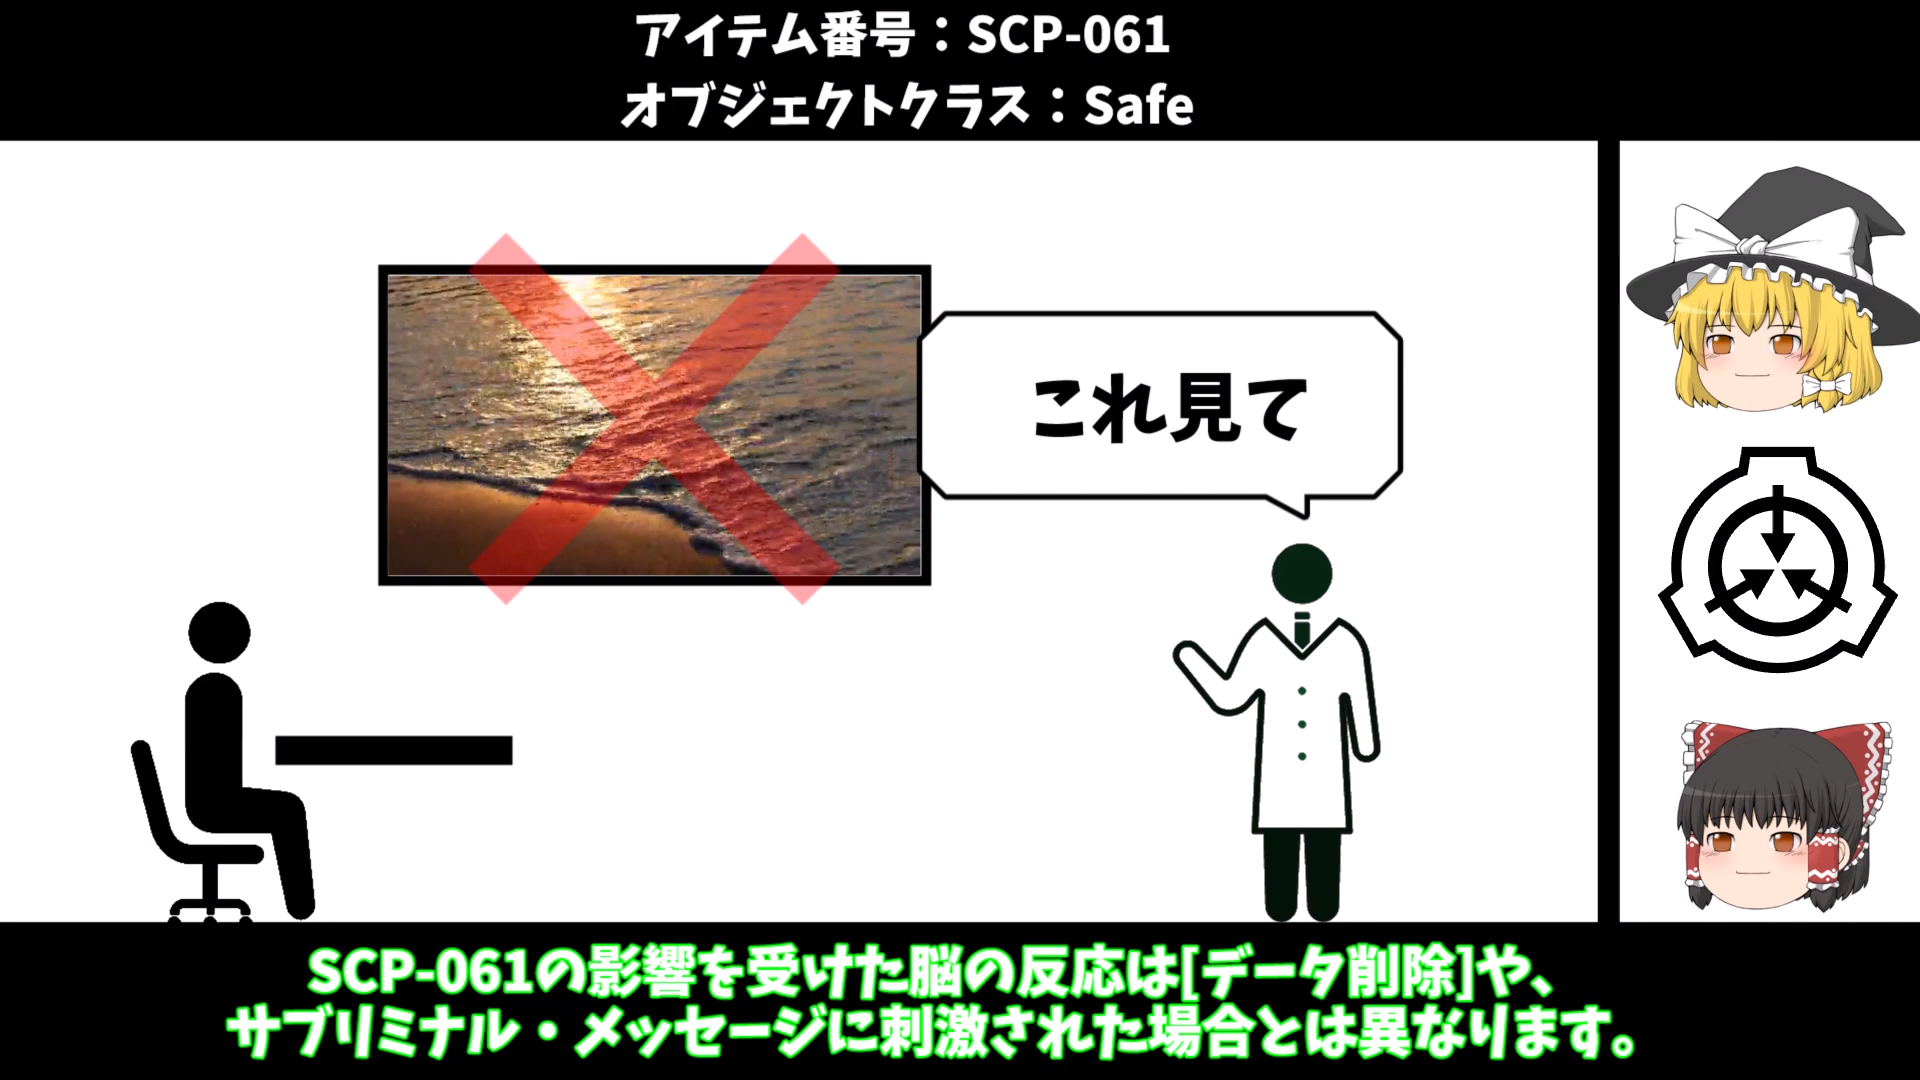 アイテム番号：SCP-061
オブジェクトクラス：Safe
これ見て
SCP-061の影響を受けた脳の反応は[データ削除]や、
サブリミナル・メッセージに刺激された場合とは異なります。